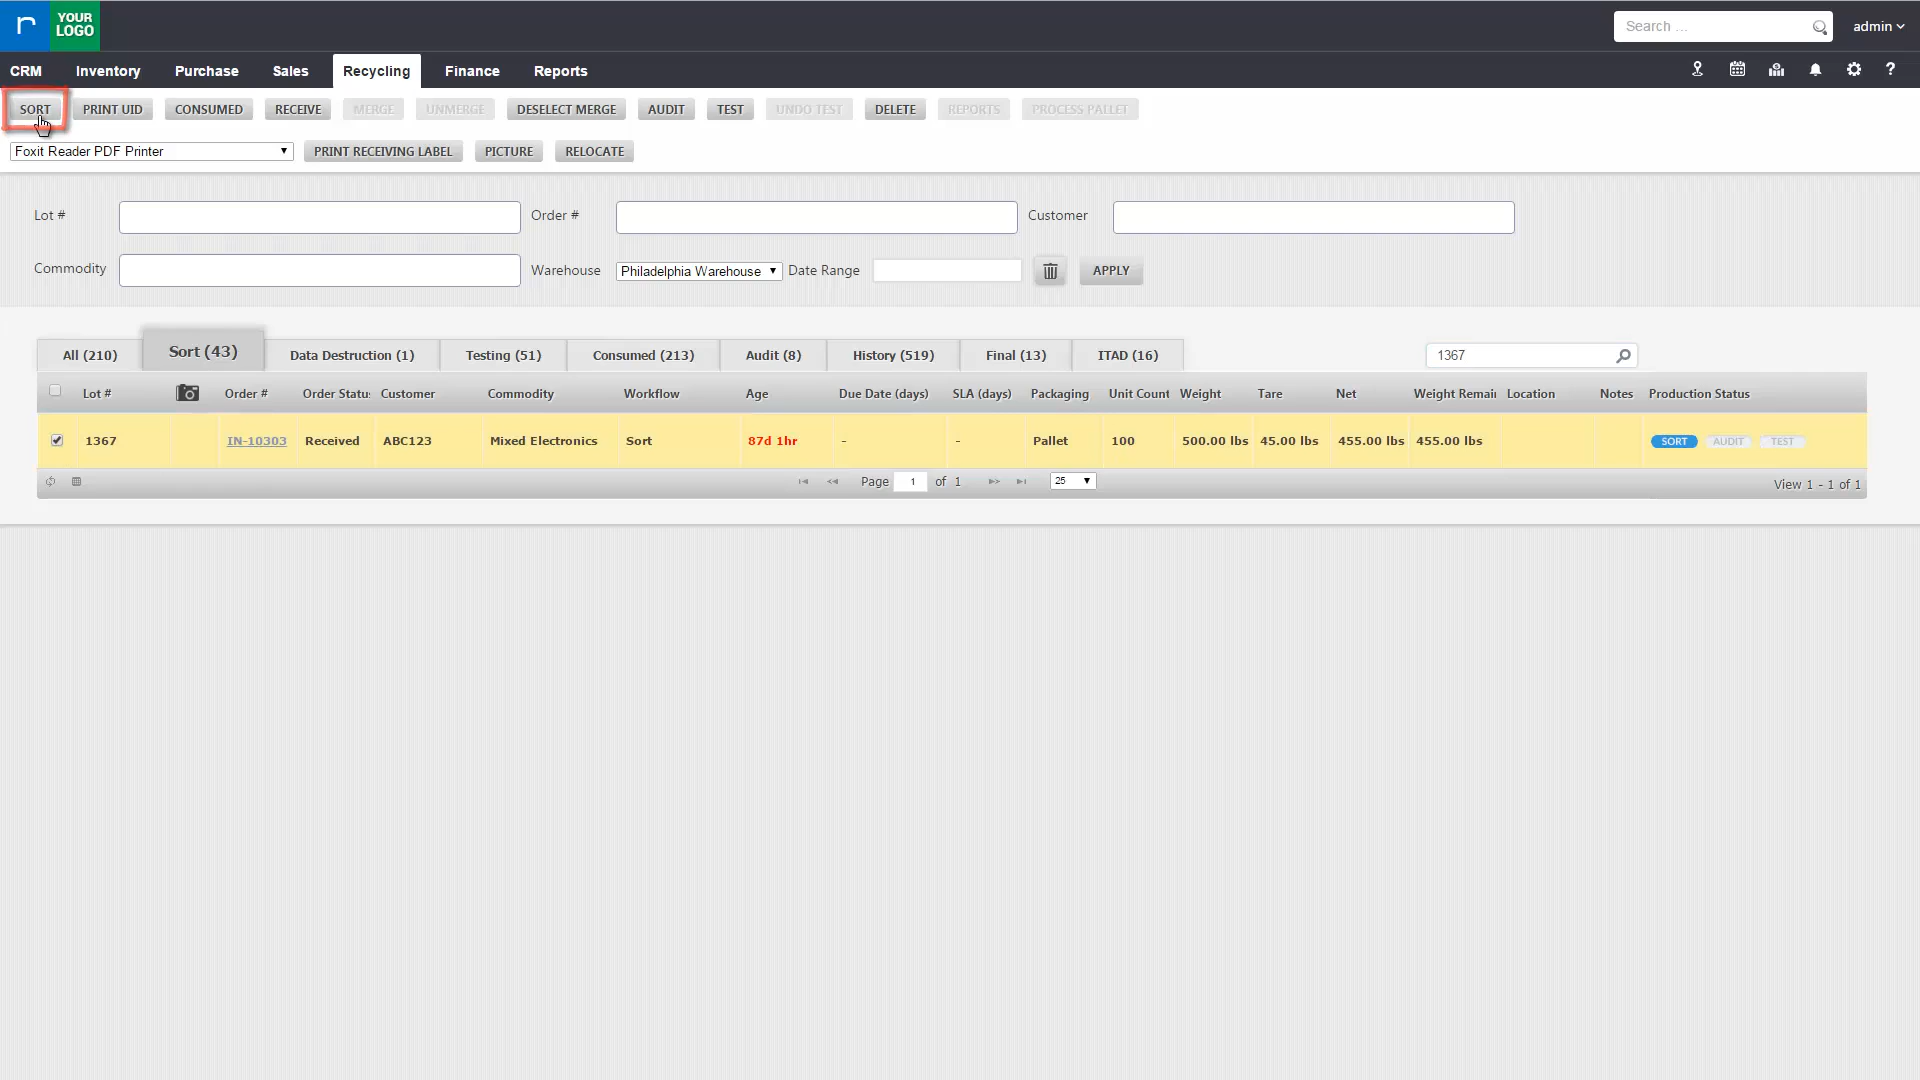 r YOUR LOGO
Search ...
admin
CRM Inventory Purchase Sales Recycling Finance Reports ?
SORT PRINT UID CONSUMED RECEIVE MERGE UNMERGE DESELECT MERGE AUDIT TEST UNDO TEST DELETE REPORTS PROCESS PALLET
Foxit Reader PDF Printer PRINT RECEIVING LABEL PICTURE RELOCATE
Lot # Order # Customer
Commodity Warehouse Philadelphia Warehouse Date Range APPLY
All (210) Sort (43) Data Destruction (1) Testing (51) Consumed (213) Audit (8) History (519) Final (13) ITAD (16) 1367
Lot # Order # Order Statu Customer Commodity Workflow Age Due Date (days) SLA (days) Packaging Unit Count Weight Tare Net Weight Remai Location Notes Production Status
1367 IN-10303 Received ABC123 Mixed Electronics Sort 87d 1hr - - Pallet 100 500.00 lbs 45.00 lbs 455.00 lbs 455.00 lbs SORT AUDIT TEST
Page 1 of 1 25 View 1 - 1 of 1